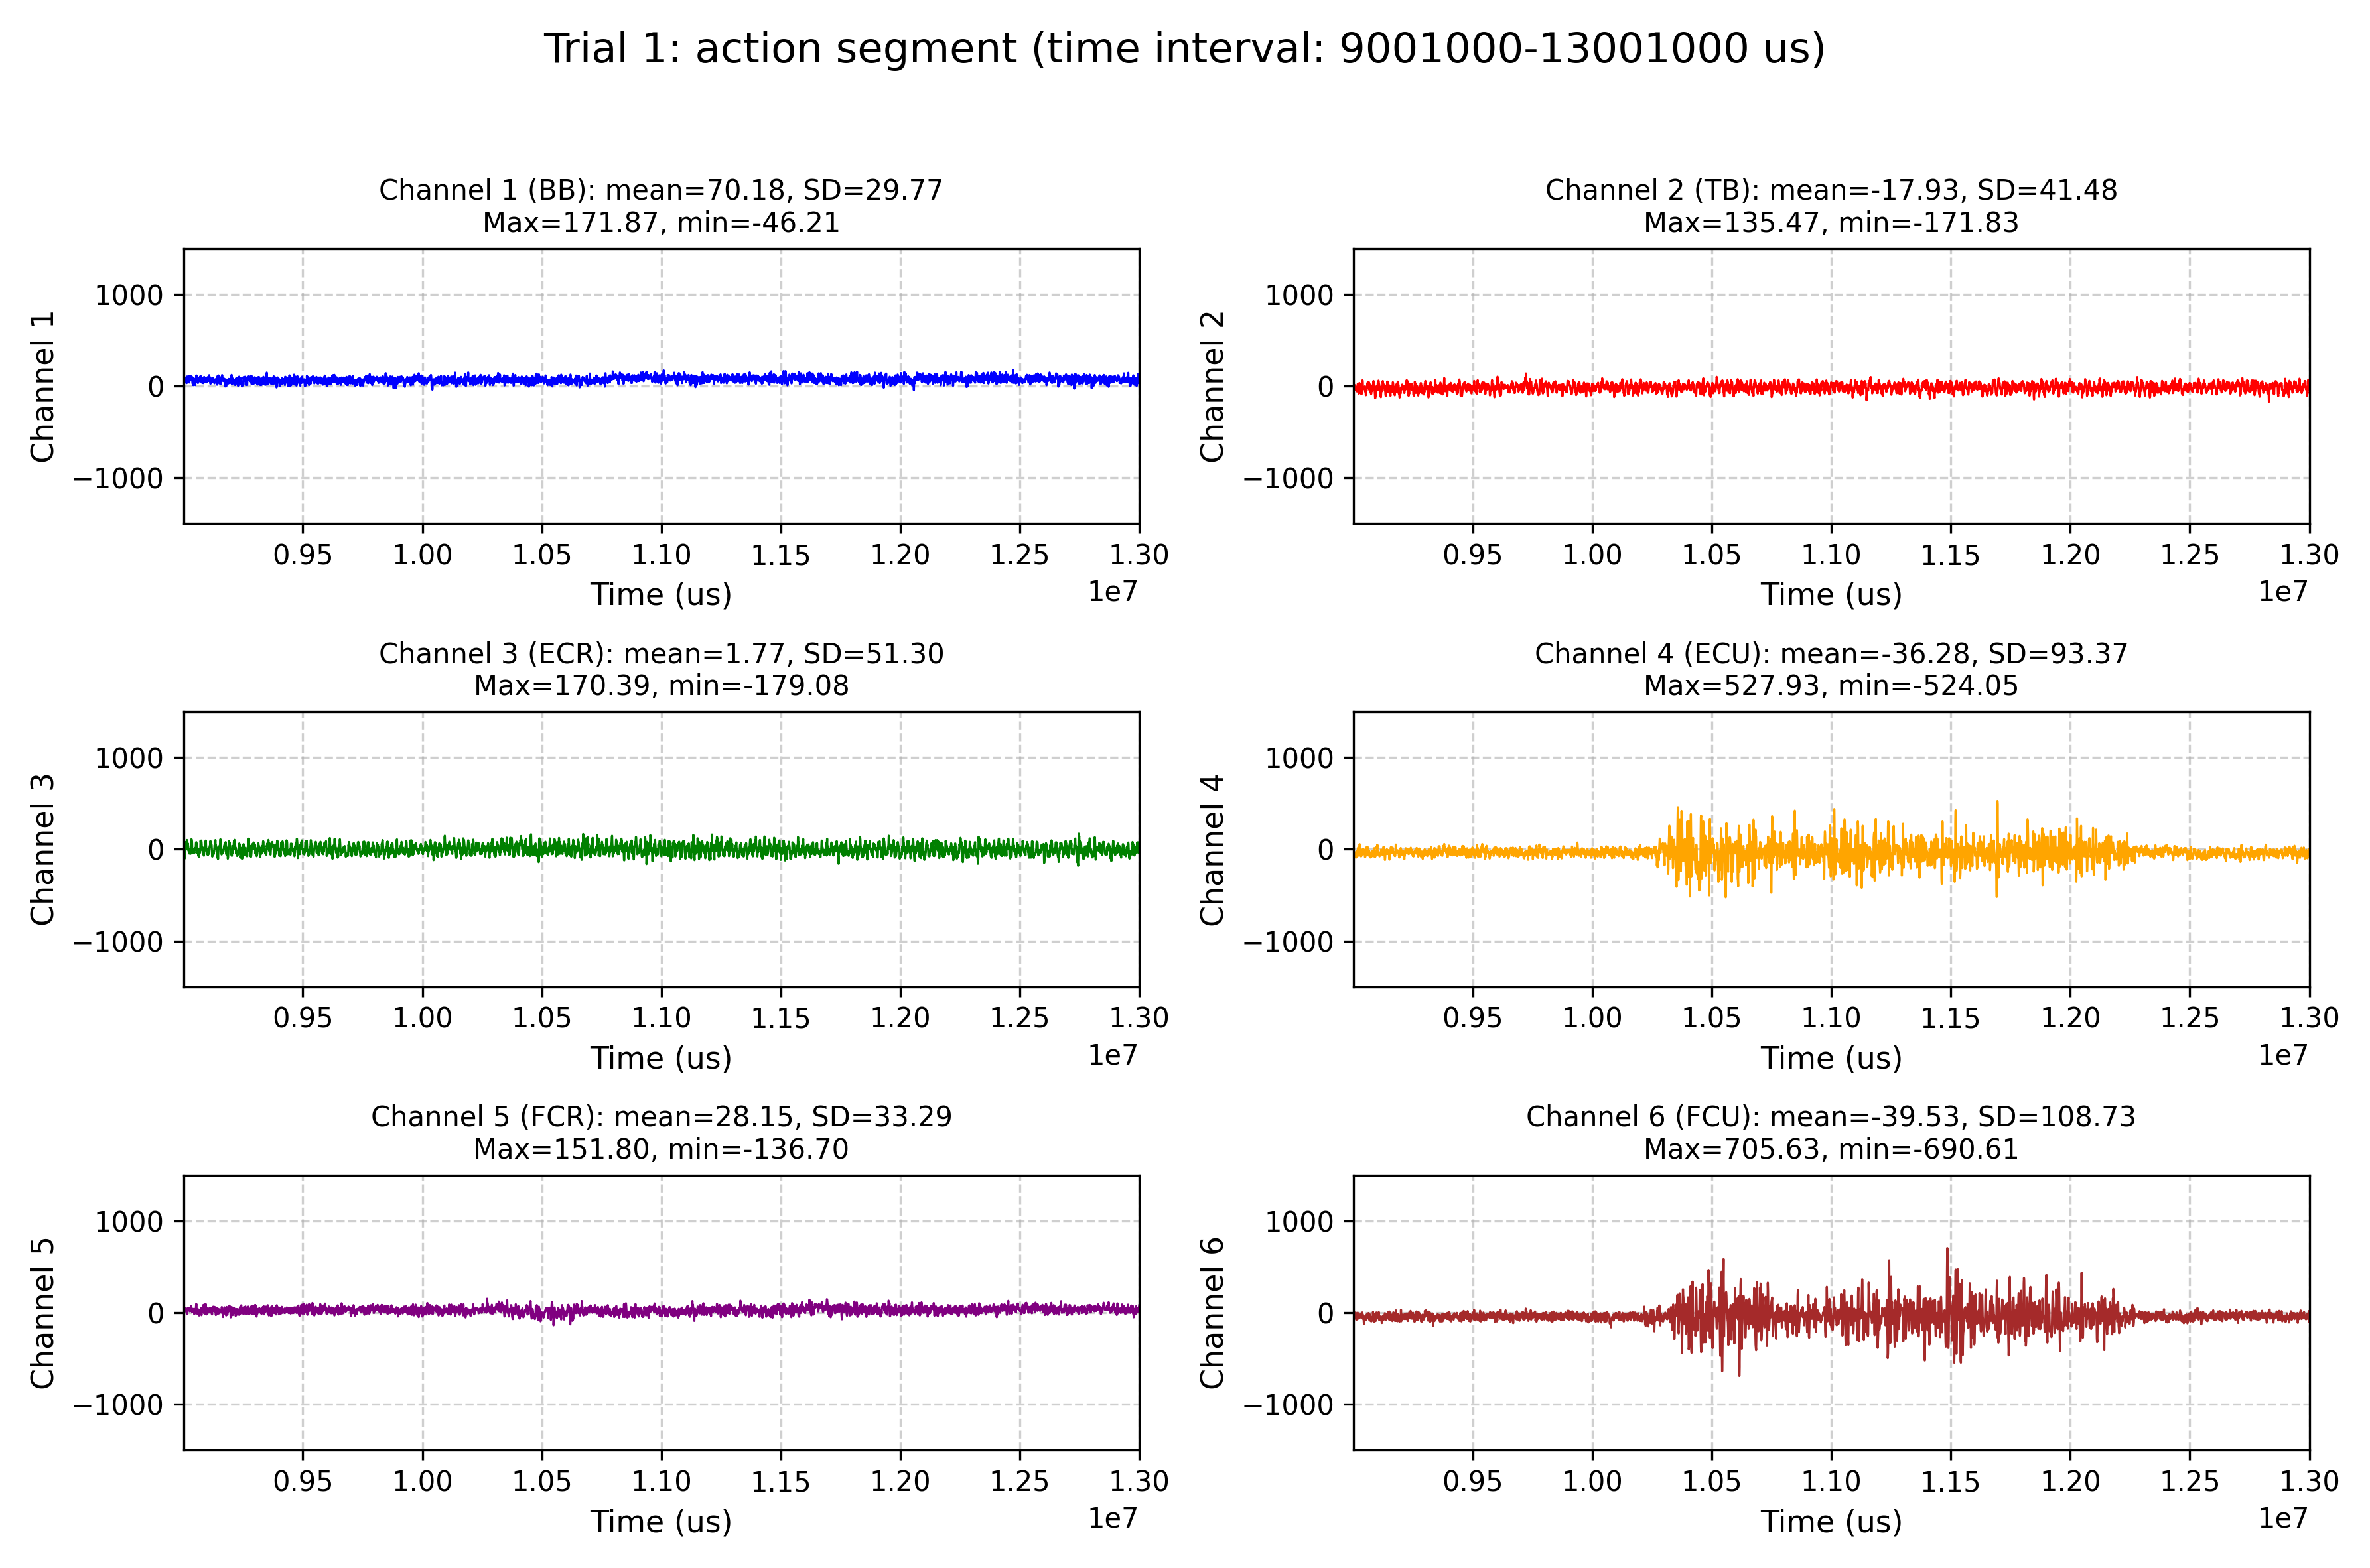 Trial 1: action segment (time interval: 9001000-13001000 us)
Channel 1 (BB): mean=70.18, SD=29.77
Max=171.87, min=-46.21
1000
0
−1000
Channel 1
0.95 1.00 1.05 1.10 1.15 1.20 1.25 1.30
1e7
Time (us)
Channel 2 (TB): mean=-17.93, SD=41.48
Max=135.47, min=-171.83
1000
0
−1000
Channel 2
0.95 1.00 1.05 1.10 1.15 1.20 1.25 1.30
1e7
Time (us)
Channel 3 (ECR): mean=1.77, SD=51.30
Max=170.39, min=-179.08
1000
0
−1000
Channel 3
0.95 1.00 1.05 1.10 1.15 1.20 1.25 1.30
1e7
Time (us)
Channel 4 (ECU): mean=-36.28, SD=93.37
Max=527.93, min=-524.05
1000
0
−1000
Channel 4
0.95 1.00 1.05 1.10 1.15 1.20 1.25 1.30
1e7
Time (us)
Channel 5 (FCR): mean=28.15, SD=33.29
Max=151.80, min=-136.70
1000
0
−1000
Channel 5
0.95 1.00 1.05 1.10 1.15 1.20 1.25 1.30
1e7
Time (us)
Channel 6 (FCU): mean=-39.53, SD=108.73
Max=705.63, min=-690.61
1000
0
−1000
Channel 6
0.95 1.00 1.05 1.10 1.15 1.20 1.25 1.30
1e7
Time (us)